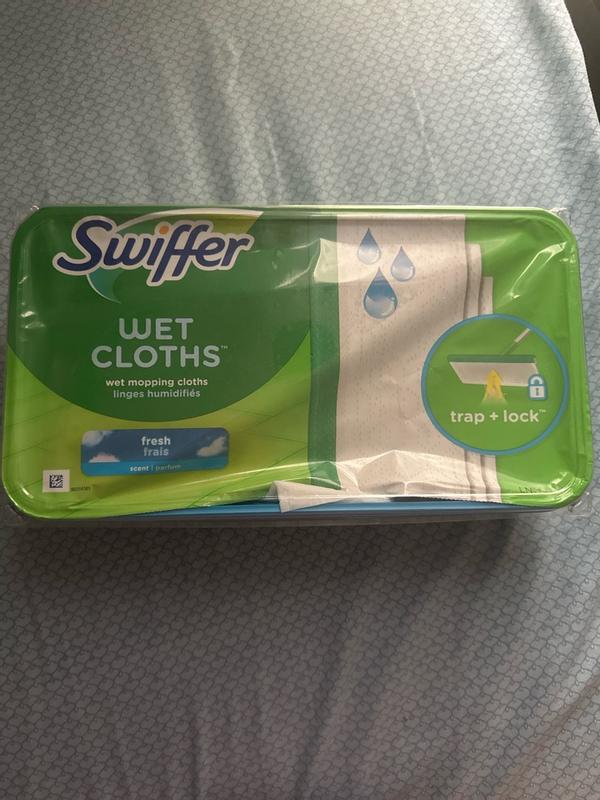 Swiffer
WET
CLOTHS™
wet mopping cloths
linges humidifiés
fresh
frais
scent | parfum
trap + lock™